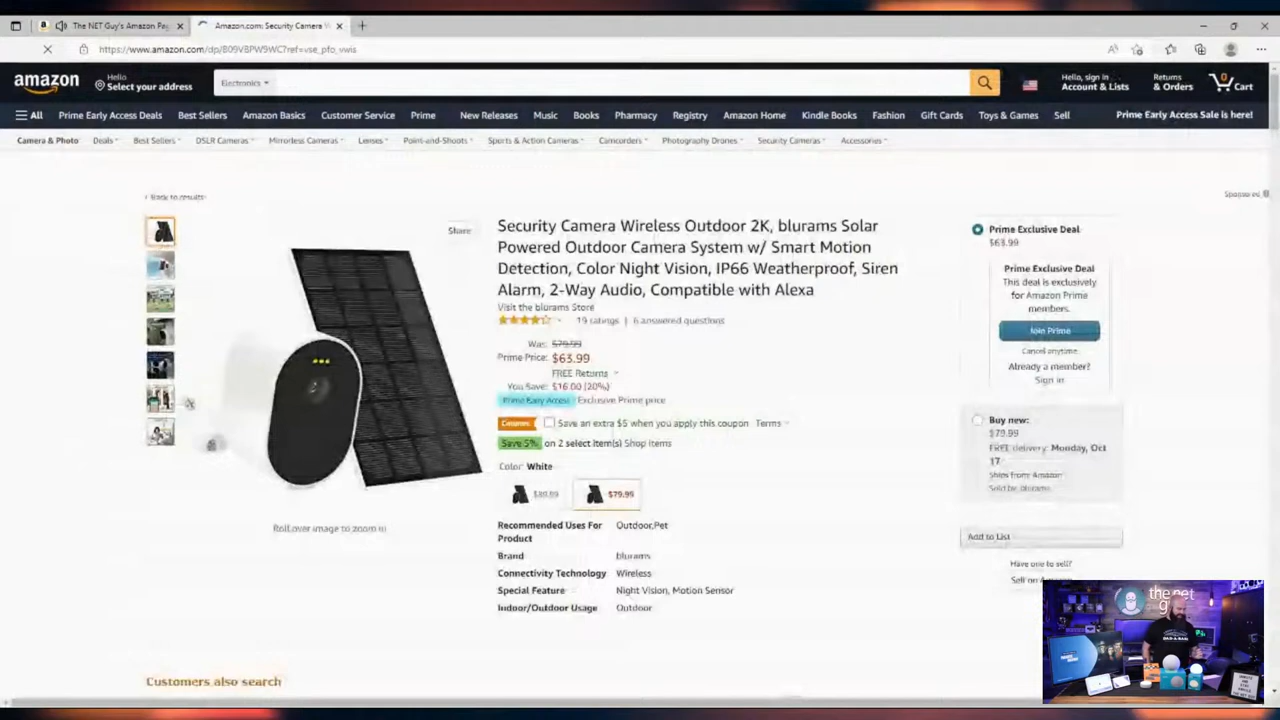 The NET Guy's Amazon Pa
Amazon.com: Security Camera W
https://www.amazon.com/dp/B09VBPW9WC?ref=vse_pfo_vwis
amazon
Hello
Select your address
Electronics
Hello, sign in
Account & Lists
Returns
& Orders
0
Cart
All
Prime Early Access Deals
Best Sellers
Amazon Basics
Customer Service
Prime
New Releases
Music
Books
Pharmacy
Registry
Amazon Home
Kindle Books
Fashion
Gift Cards
Toys & Games
Sell
Prime Early Access Sale is here!
Camera & Photo
Deals
Best Sellers
DSLR Cameras
Mirrorless Cameras
Lenses
Point-and-Shoots
Sports & Action Cameras
Camcorders
Photography Drones
Security Cameras
Accessories
‹ Back to results
Sponsored
Share
Security Camera Wireless Outdoor 2K, blurams Solar
Powered Outdoor Camera System w/ Smart Motion
Detection, Color Night Vision, IP66 Weatherproof, Siren
Alarm, 2-Way Audio, Compatible with Alexa
Visit the blurams Store
19 ratings | 6 answered questions
Was: $79.99
Prime Price: $63.99
FREE Returns
You Save: $16.00 (20%)
Prime Early Access Exclusive Prime price
Coupon: Save an extra $5 when you apply this coupon Terms
Save 5% on 2 select item(s) Shop items
Color: White
$89.99
$79.99
Recommended Uses For Product
Outdoor,Pet
Brand
blurams
Connectivity Technology
Wireless
Special Feature
Night Vision, Motion Sensor
Indoor/Outdoor Usage
Outdoor
Roll over image to zoom in
Prime Exclusive Deal
$63.99
Prime Exclusive Deal
This deal is exclusively
for Amazon Prime
members.
Join Prime
Cancel anytime.
Already a member?
Sign in
Buy new:
$79.99
FREE delivery: Monday, Oct
17
Ships from: Amazon
Sold by: blurams
Add to List
Have one to sell?
Sell on Amazon
the net
g
Customers also search